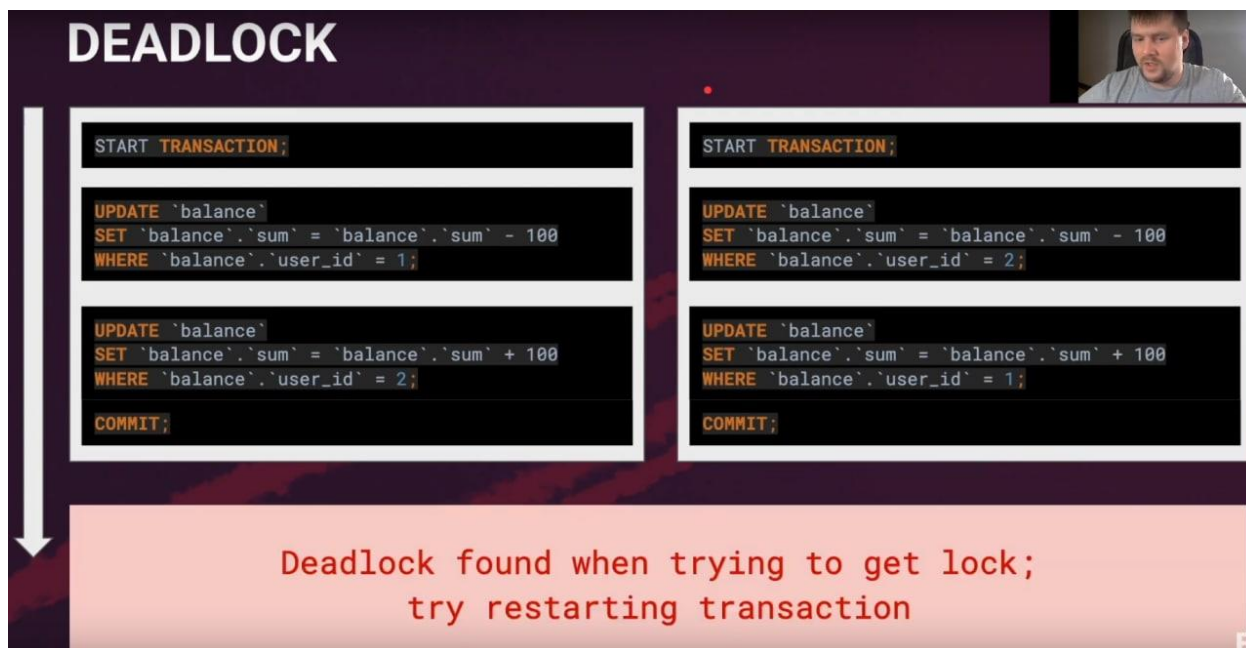 DEADLOCK
START TRANSACTION;
UPDATE `balance`
SET `balance`.`sum` = `balance`.`sum` - 100
WHERE `balance`.`user_id` = 1;
UPDATE `balance`
SET `balance`.`sum` = `balance`.`sum` + 100
WHERE `balance`.`user_id` = 2;
COMMIT;
START TRANSACTION;
UPDATE `balance`
SET `balance`.`sum` = `balance`.`sum` - 100
WHERE `balance`.`user_id` = 2;
UPDATE `balance`
SET `balance`.`sum` = `balance`.`sum` + 100
WHERE `balance`.`user_id` = 1;
COMMIT;
Deadlock found when trying to get lock;
try restarting transaction